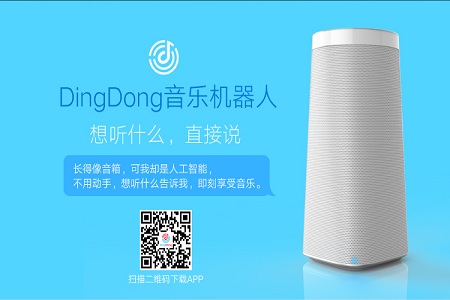 DingDong音乐机器人
想听什么，直接说
长得像音箱，可我却是人工智能，
不用动手，想听什么告诉我，即刻享受音乐。
扫描二维码下载APP